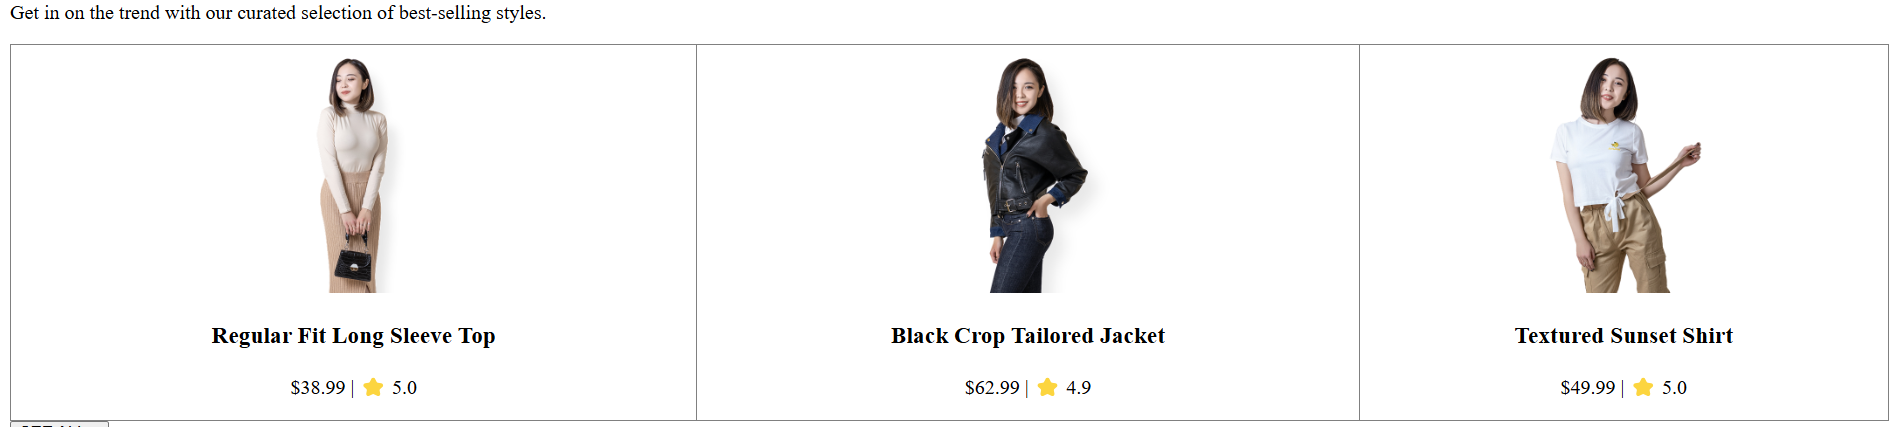 Get in on the trend with our curated selection of best-selling styles.
Regular Fit Long Sleeve Top
$38.99 | 5.0
Black Crop Tailored Jacket
$62.99 | 4.9
Textured Sunset Shirt
$49.99 | 5.0